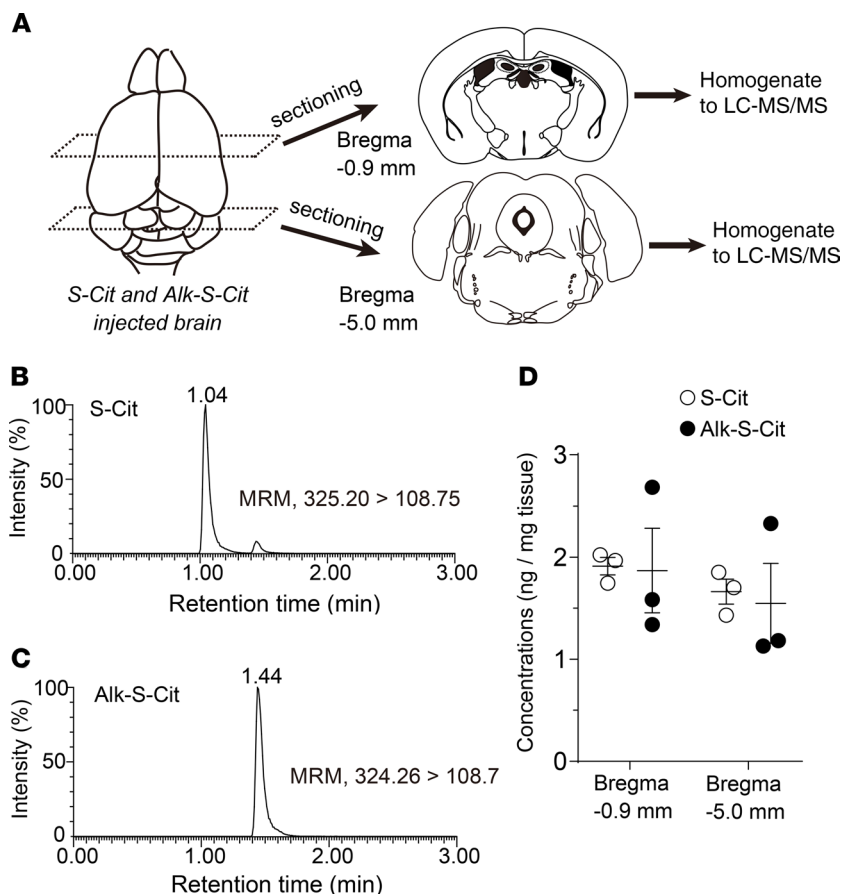 A
sectioning
Bregma
-0.9 mm
Homogenate
to LC-MS/MS
sectioning
Bregma
-5.0 mm
Homogenate
to LC-MS/MS
S-Cit and Alk-S-Cit
injected brain
B
S-Cit
1.04
MRM, 325.20 > 108.75
Intensity (%)
100
50
0
0.00 1.00 2.00 3.00
Retention time (min)
C
Alk-S-Cit
1.44
MRM, 324.26 > 108.7
Intensity (%)
100
50
0
0.00 1.00 2.00 3.00
Retention time (min)
D
S-Cit
Alk-S-Cit
Concentrations (ng / mg tissue)
3
2
1
0
Bregma
-0.9 mm
Bregma
-5.0 mm